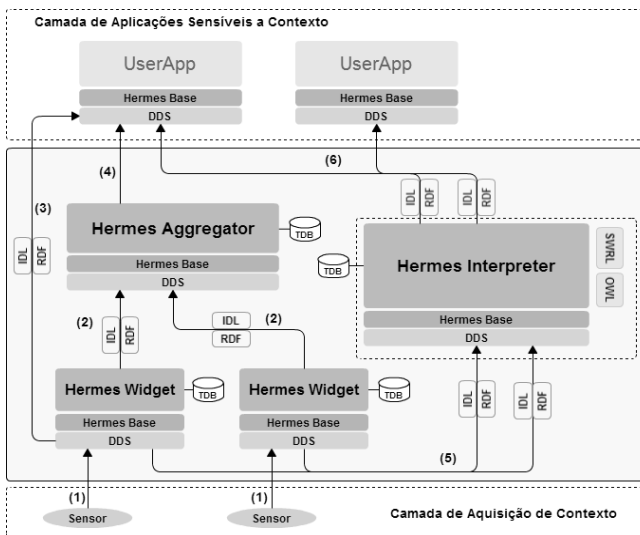 Camada de Aplicações Sensíveis a Contexto
UserApp
UserApp
Hermes Base
Hermes Base
DDS
DDS
(6)
(4)
(3)
IDL
RDF
IDL
RDF
IDL
RDF
Hermes Aggregator
TDB
Hermes Base
DDS
Hermes Interpreter
TDB
SWRL
OWL
Hermes Base
DDS
(2)
IDL
RDF
IDL
RDF
(2)
Hermes Widget
TDB
Hermes Base
DDS
Hermes Widget
TDB
Hermes Base
DDS
IDL
RDF
IDL
RDF
(5)
(1)
(1)
Sensor
Sensor
Camada de Aquisição de Contexto